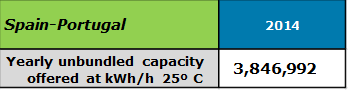 Spain-Portugal
2014
Yearly unbundled capacity
offered at kWh/h 25º C
3,846,992